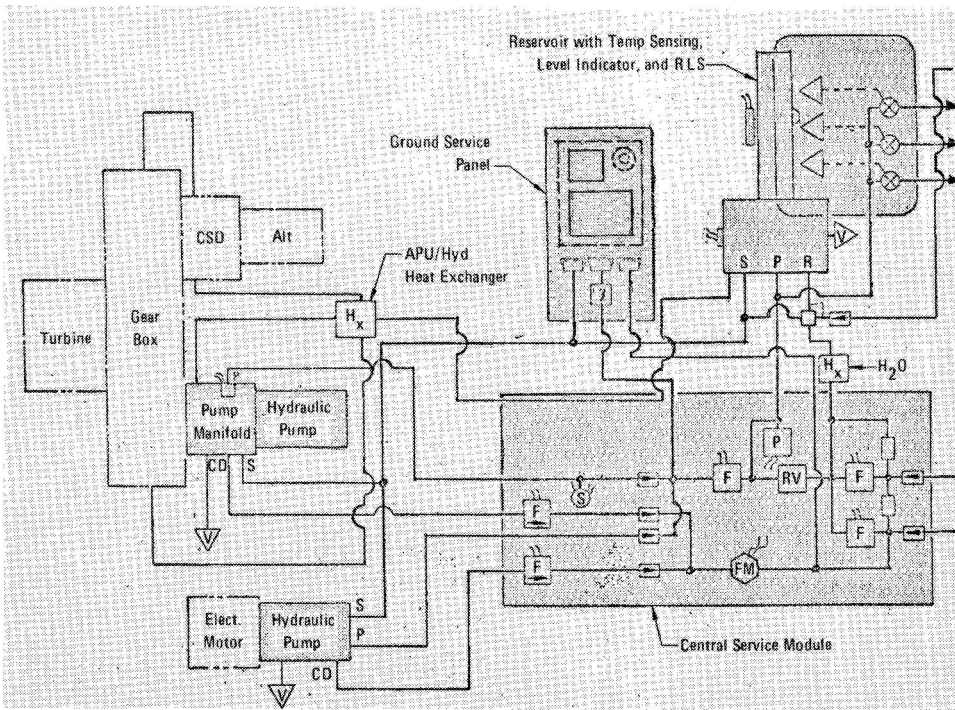 Reservoir with Temp Sensing,
Level Indicator, and RLS
Ground Service
Panel
C
V
S P R
CSD
Alt
APU/Hyd
Heat Exchanger
Turbine
Gear
Box
Hx
Hx
H2O
P
Pump
Manifold
Hydraulic
Pump
CD
S
P
F
RV
F
S
F
F
V
F
FM
Elect.
Motor
Hydraulic
Pump
S
P
CD
V
Central Service Module